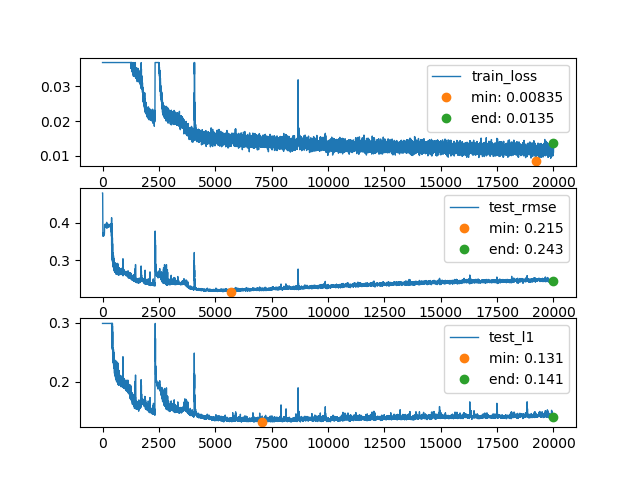 0.03
0.02
0.01
train_loss
min: 0.00835
end: 0.0135
0 2500 5000 7500 10000 12500 15000 17500 20000
0.4
0.3
test_rmse
min: 0.215
end: 0.243
0 2500 5000 7500 10000 12500 15000 17500 20000
0.3
0.2
test_l1
min: 0.131
end: 0.141
0 2500 5000 7500 10000 12500 15000 17500 20000